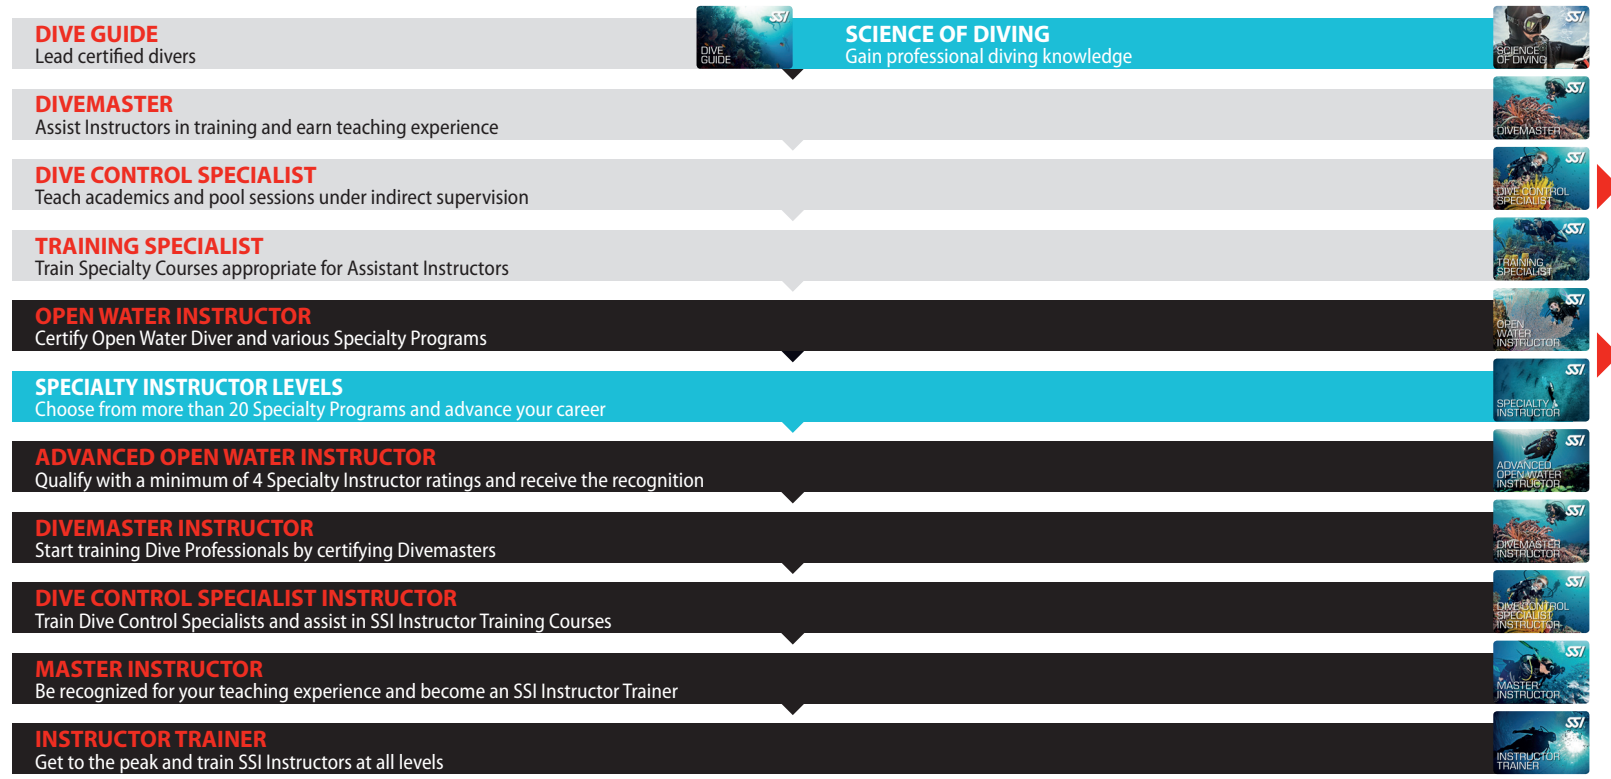 DIVE GUIDE
Lead certified divers
SSI
DIVE
GUIDE
SCIENCE OF DIVING
Gain professional diving knowledge
SSI
SCIENCE
OF DIVING
DIVEMASTER
Assist Instructors in training and earn teaching experience
SSI
DIVEMASTER
DIVE CONTROL SPECIALIST
Teach academics and pool sessions under indirect supervision
SSI
DIVE CONTROL
SPECIALIST
TRAINING SPECIALIST
Train Specialty Courses appropriate for Assistant Instructors
SSI
TRAINING
SPECIALIST
OPEN WATER INSTRUCTOR
Certify Open Water Diver and various Specialty Programs
SSI
OPEN
WATER
INSTRUCTOR
SPECIALTY INSTRUCTOR LEVELS
Choose from more than 20 Specialty Programs and advance your career
SSI
SPECIALTY
INSTRUCTOR
ADVANCED OPEN WATER INSTRUCTOR
Qualify with a minimum of 4 Specialty Instructor ratings and receive the recognition
SSI
ADVANCED
OPEN WATER
INSTRUCTOR
DIVEMASTER INSTRUCTOR
Start training Dive Professionals by certifying Divemasters
SSI
DIVEMASTER
INSTRUCTOR
DIVE CONTROL SPECIALIST INSTRUCTOR
Train Dive Control Specialists and assist in SSI Instructor Training Courses
SSI
DIVE CONTROL
SPECIALIST
INSTRUCTOR
MASTER INSTRUCTOR
Be recognized for your teaching experience and become an SSI Instructor Trainer
SSI
MASTER
INSTRUCTOR
INSTRUCTOR TRAINER
Get to the peak and train SSI Instructors at all levels
SSI
INSTRUCTOR
TRAINER